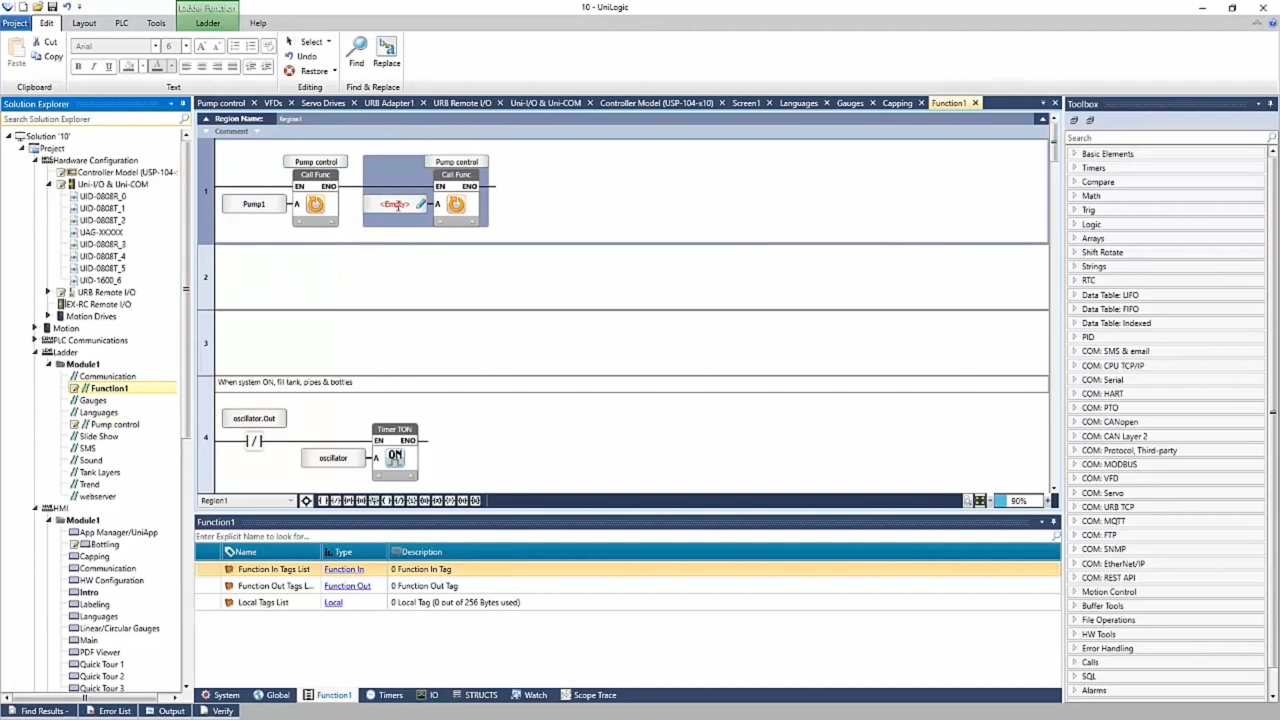 Ladder Function
10 - UniLogic
Project Edit Layout PLC Tools Ladder Help
Paste
Cut
Copy
Clipboard
Arial 6
B I U A
Text
Select
Undo
Restore
Editing
Find
Replace
Find & Replace
Solution Explorer
Search Solution Explorer
Solution '10'
Project
Hardware Configuration
Controller Model (USP-104-
Uni-I/O & Uni-COM
UID-0808R_0
UID-0808T_1
UID-0808T_2
UAG-XXXXX
UID-0808R_3
UID-0808T_4
UID-0808T_5
UID-1600_6
URB Remote I/O
EX-RC Remote I/O
Motion Drives
Motion
PLC Communications
Ladder
Module1
Communication
Function1
Gauges
Languages
Pump control
Slide Show
SMS
Sound
Tank Layers
Trend
webserver
HMI
Module1
App Manager/UniApp
Bottling
Capping
Communication
HW Configuration
Intro
Labeling
Languages
Linear/Circular Gauges
Main
PDF Viewer
Quick Tour 1
Quick Tour 2
Quick Tour 3
Pump control VFDs Servo Drives URB Adapter1 URB Remote I/O Uni-I/O & Uni-COM Controller Model (USP-104-x10) Screen1 Languages Gauges Capping Function1
Region Name: Region1
Comment
1
Pump control
Call Func
EN ENO
Pump1 A
Pump control
Call Func
EN ENO
<Empty> A
2
3
When system ON, fill tank, pipes & bottles
4
oscillator.Out
Timer TON
EN ENO
oscillator A
ON
Region1
90%
Function1
Enter Explicit Name to look for...
Name Type Description
Function In Tags List Function In 0 Function In Tag
Function Out Tags L... Function Out 0 Function Out Tag
Local Tags List Local 0 Local Tag (0 out of 256 Bytes used)
System Global Function1 Timers IO STRUCTS Watch Scope Trace
Find Results - Error List Output Verify
Toolbox
Search
Basic Elements
Timers
Compare
Math
Trig
Logic
Arrays
Shift Rotate
Strings
RTC
Data Table: LIFO
Data Table: FIFO
Data Table: Indexed
PID
COM: SMS & email
COM: CPU TCP/IP
COM: Serial
COM: HART
COM: PTO
COM: CANopen
COM: CAN Layer 2
COM: Protocol, Third-party
COM: MODBUS
COM: VFD
COM: Servo
COM: URB TCP
COM: MQTT
COM: FTP
COM: SNMP
COM: EtherNet/IP
COM: REST API
Motion Control
Buffer Tools
File Operations
HW Tools
Error Handling
Calls
SQL
Alarms